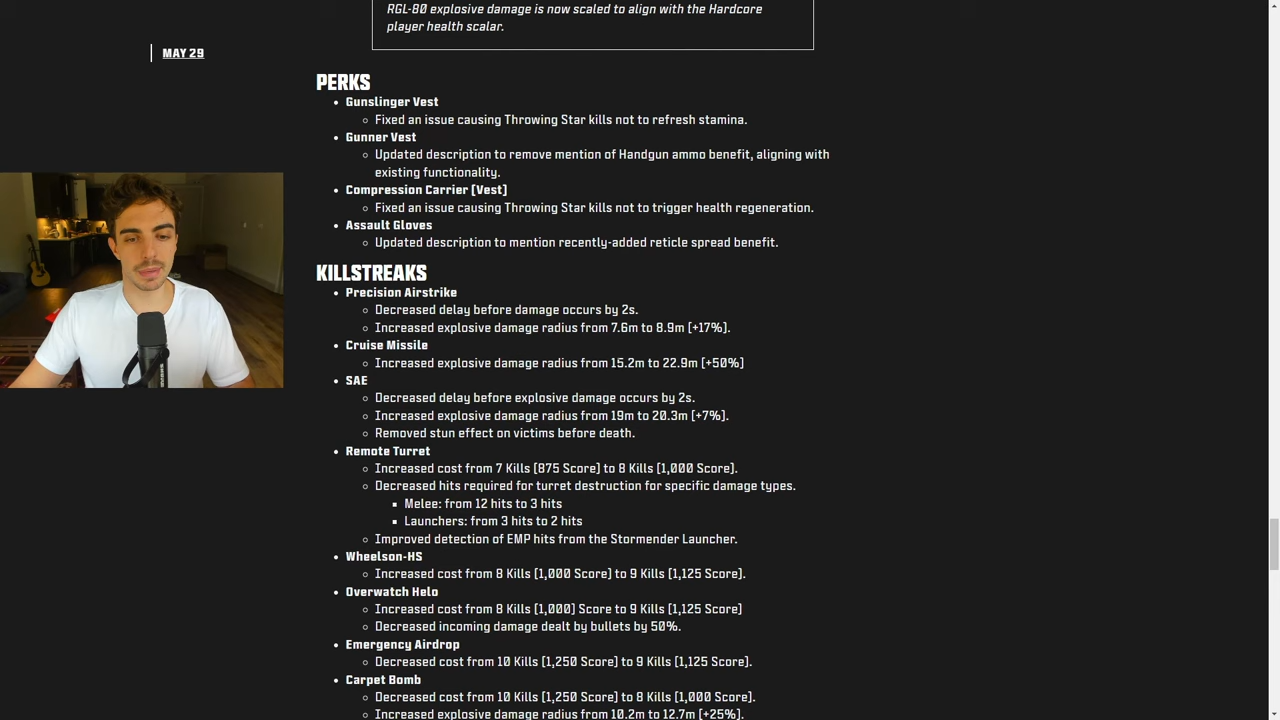 RGL-80 explosive damage is now scaled to align with the Hardcore
player health scalar.
MAY 29
PERKS
Gunslinger Vest
Fixed an issue causing Throwing Star kills not to refresh stamina.
Gunner Vest
Updated description to remove mention of Handgun ammo benefit, aligning with
existing functionality.
Compression Carrier [Vest]
Fixed an issue causing Throwing Star kills not to trigger health regeneration.
Assault Gloves
Updated description to mention recently-added reticle spread benefit.
KILLSTREAKS
Precision Airstrike
Decreased delay before damage occurs by 2s.
Increased explosive damage radius from 7.6m to 8.9m [+17%].
Cruise Missile
Increased explosive damage radius from 15.2m to 22.9m [+50%]
SAE
Decreased delay before explosive damage occurs by 2s.
Increased explosive damage radius from 19m to 20.3m [+7%].
Removed stun effect on victims before death.
Remote Turret
Increased cost from 7 Kills [875 Score] to 8 Kills [1,000 Score].
Decreased hits required for turret destruction for specific damage types.
Melee: from 12 hits to 3 hits
Launchers: from 3 hits to 2 hits
Improved detection of EMP hits from the Stormender Launcher.
Wheelson-HS
Increased cost from 8 Kills [1,000 Score] to 9 Kills [1,125 Score].
Overwatch Helo
Increased cost from 8 Kills [1,000] Score to 9 Kills [1,125 Score]
Decreased incoming damage dealt by bullets by 50%.
Emergency Airdrop
Decreased cost from 10 Kills [1,250 Score] to 9 Kills [1,125 Score].
Carpet Bomb
Decreased cost from 10 Kills [1,250 Score] to 8 Kills [1,000 Score].
Increased explosive damage radius from 10.2m to 12.7m [+25%].